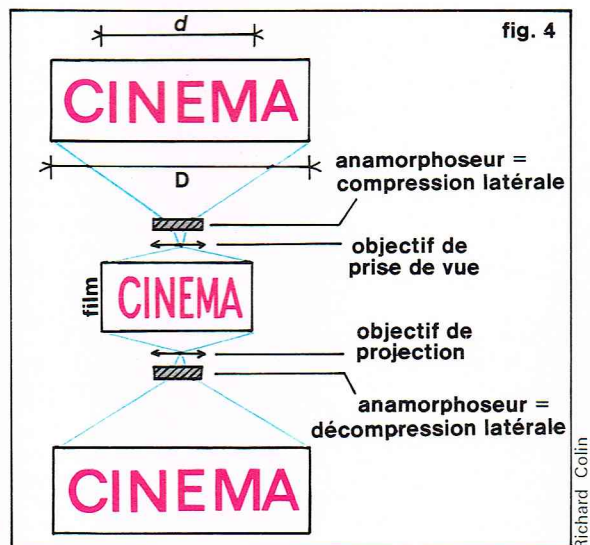 fig. 4
d
CINEMA
D
anamorphoseur =
compression latérale
objectif de
prise de vue
film
CINEMA
objectif de
projection
anamorphoseur =
décompression latérale
CINEMA
Richard Colin